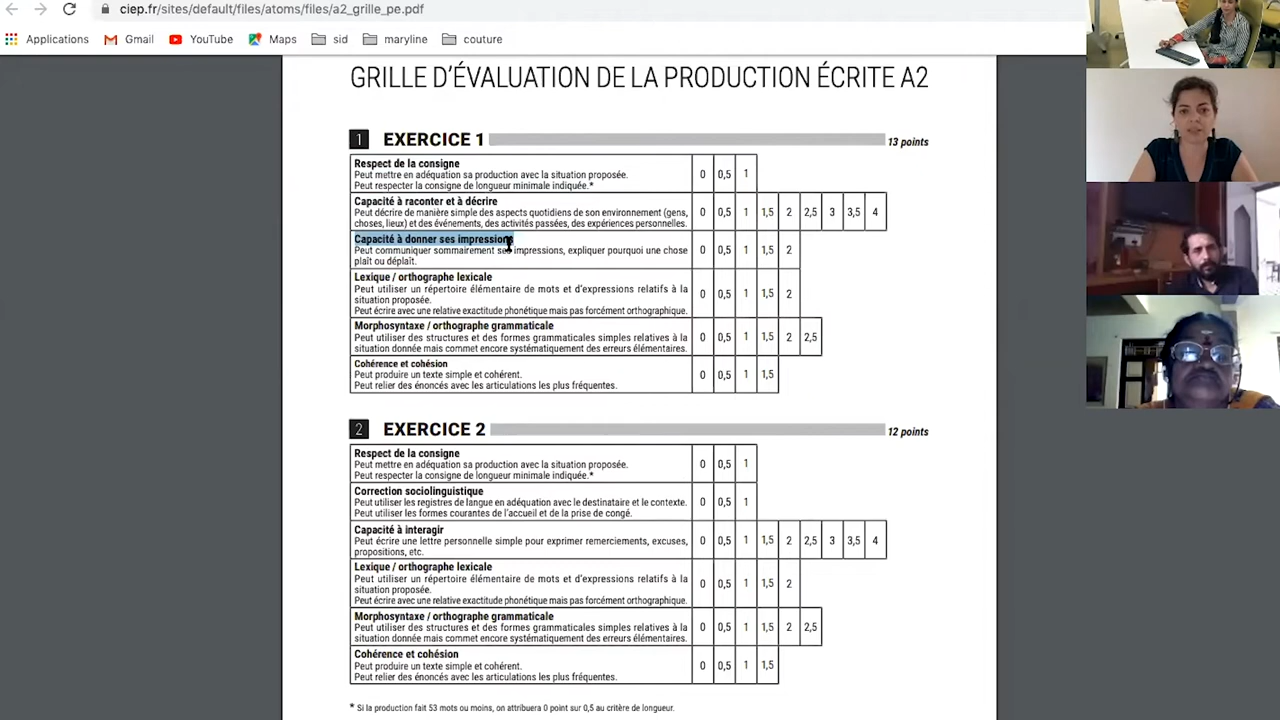 ciep.fr/sites/default/files/atoms/files/a2_grille_pe.pdf
Applications Gmail YouTube Maps sid maryline couture
GRILLE D'ÉVALUATION DE LA PRODUCTION ÉCRITE A2
1 EXERCICE 1 13 points
Respect de la consigne
Peut mettre en adéquation sa production avec la situation proposée.
Peut respecter la consigne de longueur minimale indiquée.*
0 0,5 1
Capacité à raconter et à décrire
Peut décrire de manière simple des aspects quotidiens de son environnement (gens,
choses, lieux) et des événements, des activités passées, des expériences personnelles.
0 0,5 1 1,5 2 2,5 3 3,5 4
Capacité à donner ses impressions
Peut communiquer sommairement ses impressions, expliquer pourquoi une chose
plaît ou déplaît.
0 0,5 1 1,5 2
Lexique / orthographe lexicale
Peut utiliser un répertoire élémentaire de mots et d'expressions relatifs à la
situation proposée.
Peut écrire avec une relative exactitude phonétique mais pas forcément orthographique.
0 0,5 1 1,5 2
Morphosyntaxe / orthographe grammaticale
Peut utiliser des structures et des formes grammaticales simples relatives à la
situation donnée mais commet encore systématiquement des erreurs élémentaires.
0 0,5 1 1,5 2 2,5
Cohérence et cohésion
Peut produire un texte simple et cohérent.
Peut relier des énoncés avec les articulations les plus fréquentes.
0 0,5 1 1,5
2 EXERCICE 2 12 points
Respect de la consigne
Peut mettre en adéquation sa production avec la situation proposée.
Peut respecter la consigne de longueur minimale indiquée.*
0 0,5 1
Correction sociolinguistique
Peut utiliser les registres de langue en adéquation avec le destinataire et le contexte.
Peut utiliser les formes courantes de l'accueil et de la prise de congé.
0 0,5 1
Capacité à interagir
Peut écrire une lettre personnelle simple pour exprimer remerciements, excuses,
propositions, etc.
0 0,5 1 1,5 2 2,5 3 3,5 4
Lexique / orthographe lexicale
Peut utiliser un répertoire élémentaire de mots et d'expressions relatifs à la
situation proposée.
Peut écrire avec une relative exactitude phonétique mais pas forcément orthographique.
0 0,5 1 1,5 2
Morphosyntaxe / orthographe grammaticale
Peut utiliser des structures et des formes grammaticales simples relatives à la
situation donnée mais commet encore systématiquement des erreurs élémentaires.
0 0,5 1 1,5 2 2,5
Cohérence et cohésion
Peut produire un texte simple et cohérent.
Peut relier des énoncés avec les articulations les plus fréquentes.
0 0,5 1 1,5
* Si la production fait 53 mots ou moins, on attribuera 0 point sur 0,5 au critère de longueur.